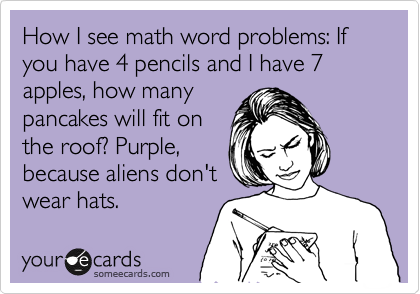 How I see math word problems: If
you have 4 pencils and I have 7
apples, how many
pancakes will fit on
the roof? Purple,
because aliens don't
wear hats.
your e cards
someecards.com